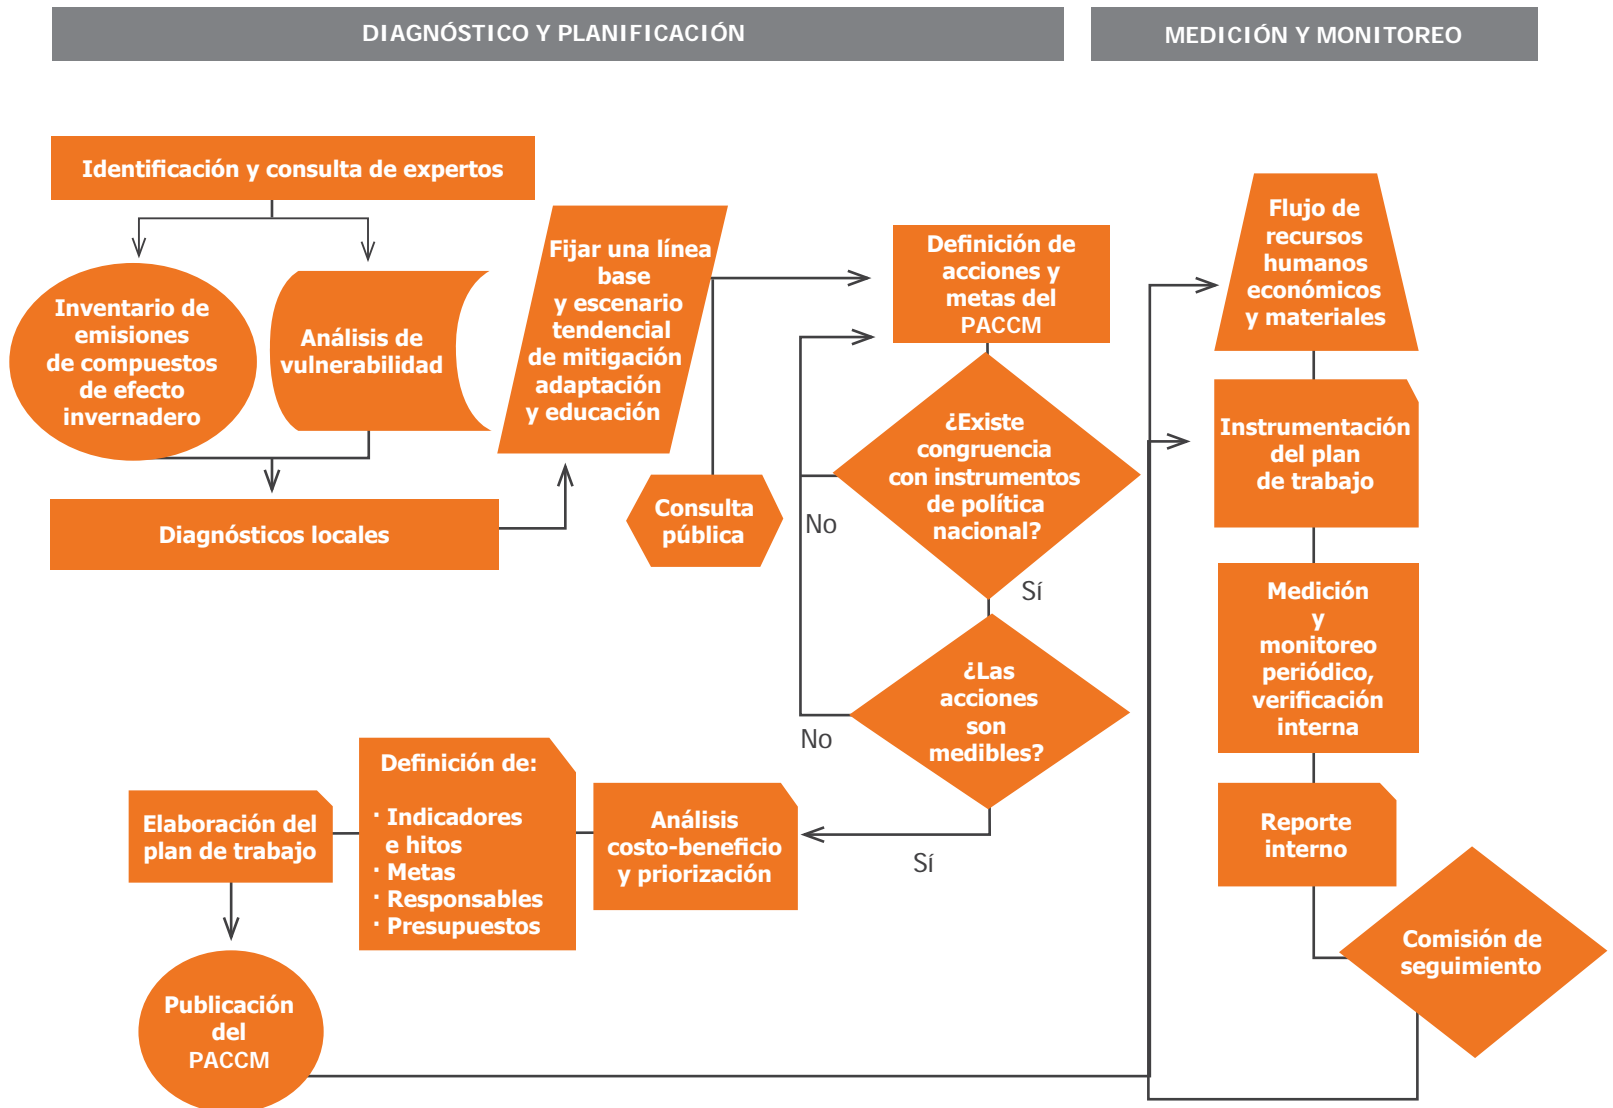 DIAGNÓSTICO Y PLANIFICACIÓN
MEDICIÓN Y MONITOREO
Identificación y consulta de expertos
Inventario de
emisiones
de compuestos
de efecto
invernadero
Análisis de
vulnerabilidad
Diagnósticos locales
Fijar una línea
base
y escenario
tendencial
de mitigación
adaptación
y educación
Consulta
pública
Definición de
acciones y
metas del
PACCM
¿Existe
congruencia
con instrumentos
de política
nacional?
No
Sí
¿Las
acciones
son
medibles?
No
Sí
Análisis
costo-beneficio
y priorización
Definición de:
· Indicadores
e hitos
· Metas
· Responsables
· Presupuestos
Elaboración del
plan de trabajo
Publicación
del
PACCM
Flujo de
recursos
humanos
económicos
y materiales
Instrumentación
del plan
de trabajo
Medición
y
monitoreo
periódico,
verificación
interna
Reporte
interno
Comisión de
seguimiento